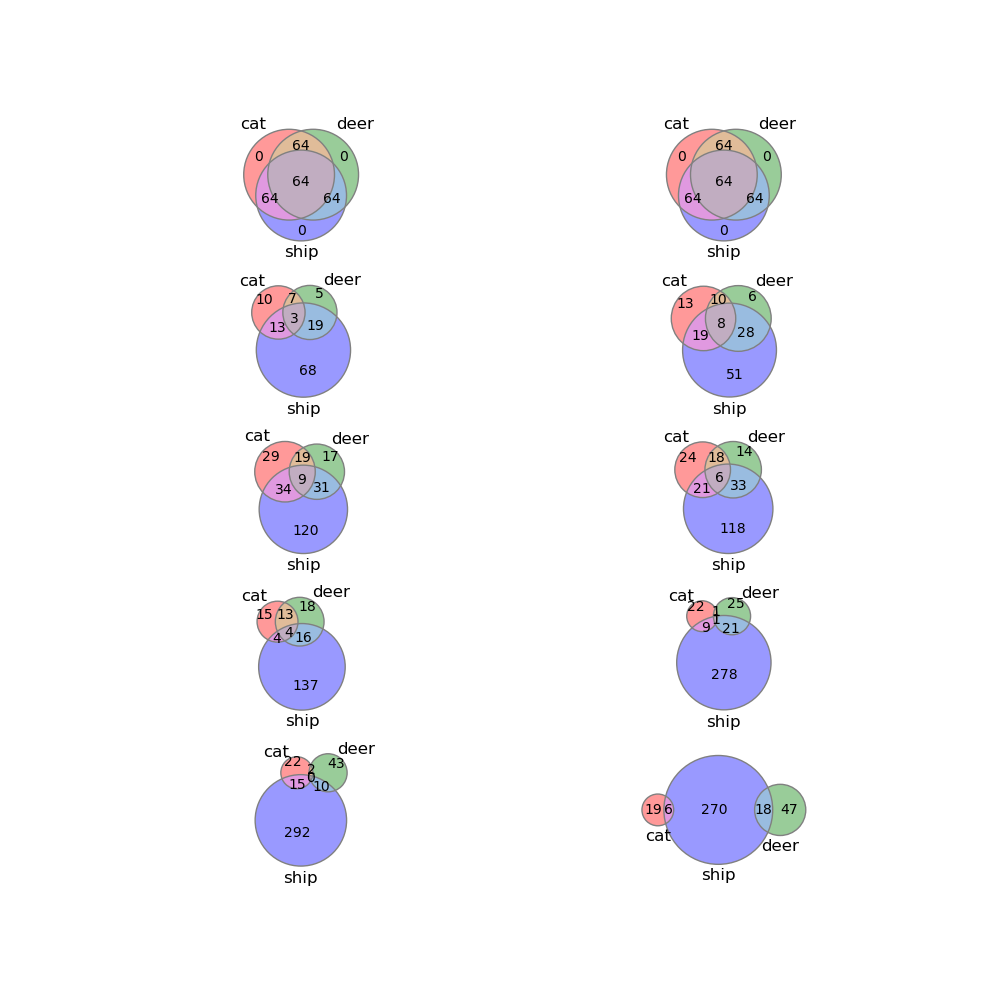 cat deer cat deer
64 64
0 0 0 0
64 64
64 64 64 64
0 0
ship ship
cat deer cat deer
10 7 5 13 10 6
13 3 19 19 8 28
68 51
ship ship
cat deer cat deer
29 19 17 24 18 14
34 9 31 21 6 33
120 118
ship ship
cat deer cat deer
15 13 18 22 1 25
4 4 16 9 1 21
137 278
ship ship
cat deer
22 2 43
15 0 10
292
ship
19 6 270 18 47
cat deer
ship